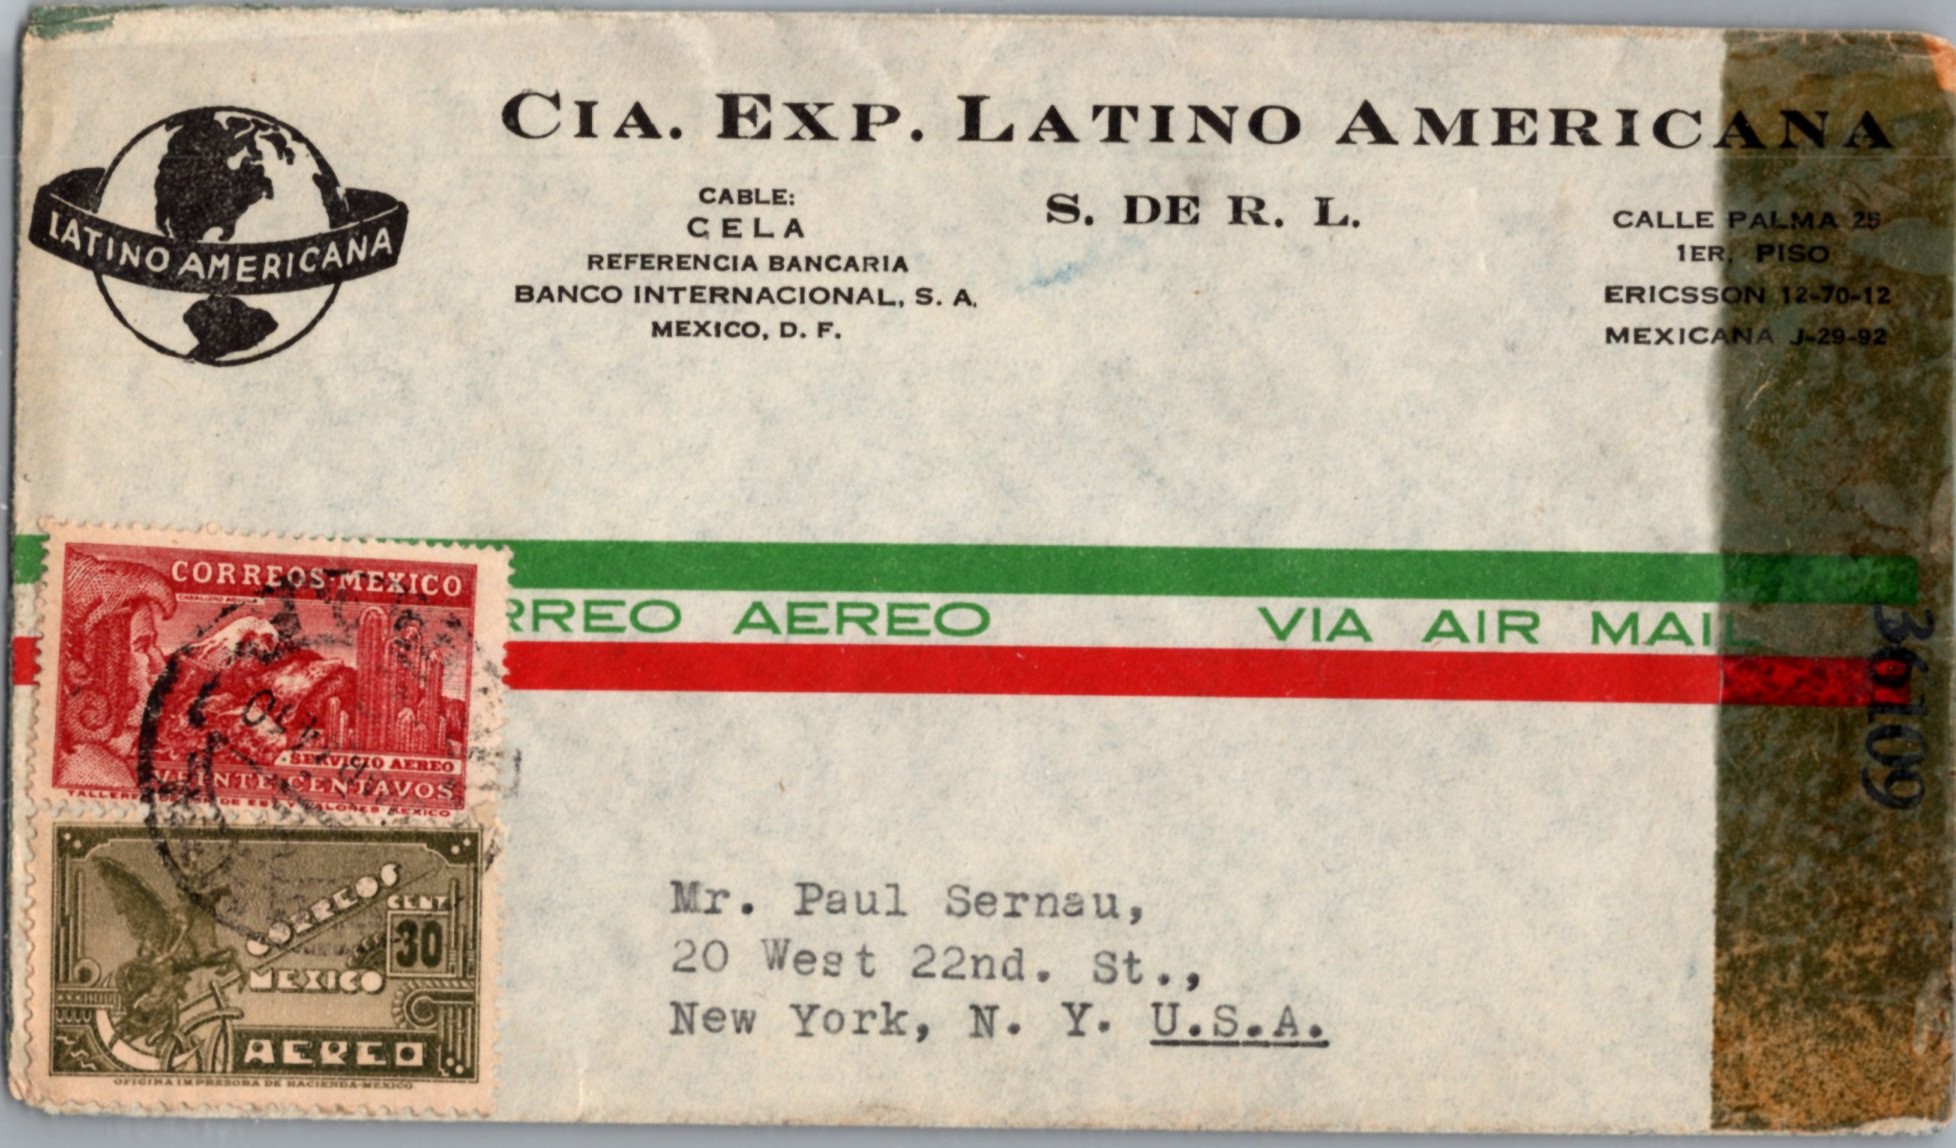 CIA. EXP. LATINO AMERICANA
S. DE R. L.
LATINO AMERICANA
CABLE:
CELA
REFERENCIA BANCARIA
BANCO INTERNACIONAL, S. A.
MEXICO, D. F.
CALLE PALMA 25
1ER. PISO
ERICSSON 12-70-12
MEXICANA J-29-92
RREO AEREO VIA AIR MAIL
36109
CORREOS MEXICO
SERVICIO AEREO
VEINTE CENTAVOS
CORREOS
CENT.
30
MEXICO
AEREO
OFICINA IMPRESORA DE HACIENDA-MEXICO
Mr. Paul Sernau,
20 West 22nd. St.,
New York, N. Y. U.S.A.